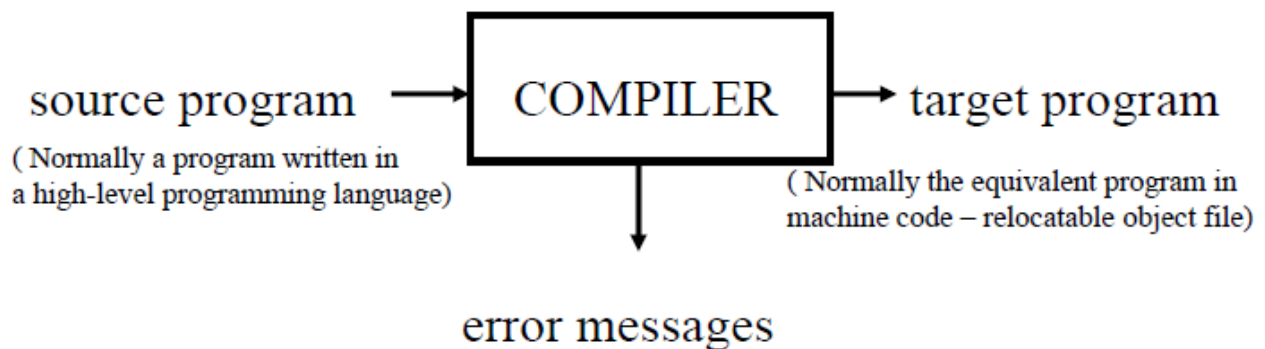 source program
( Normally a program written in
a high-level programming language)
COMPILER
target program
( Normally the equivalent program in
machine code – relocatable object file)
error messages